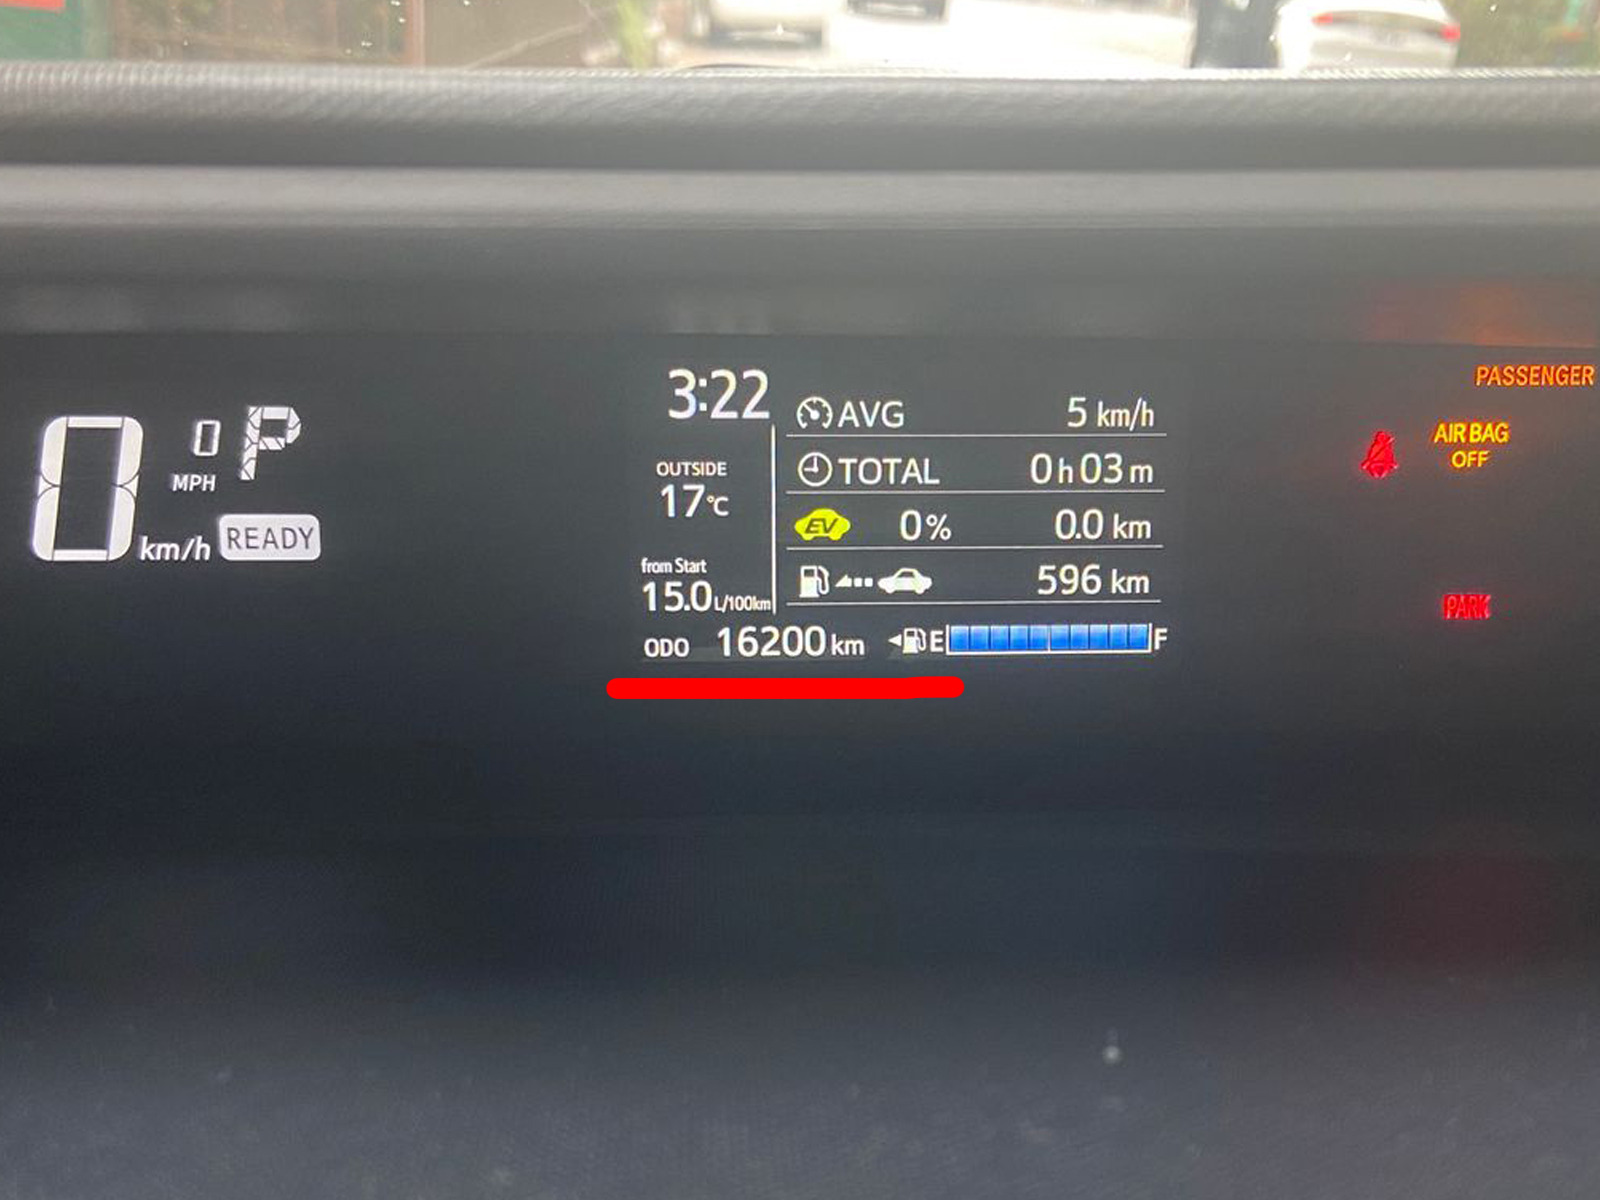 0 km/h
0 MPH
P
READY
3:22
OUTSIDE
17°C
from Start
15.0 L/100km
AVG 5 km/h
TOTAL 0h03m
EV 0% 0.0 km
596 km
ODO 16200 km E F
PASSENGER
AIR BAG
OFF
PARK